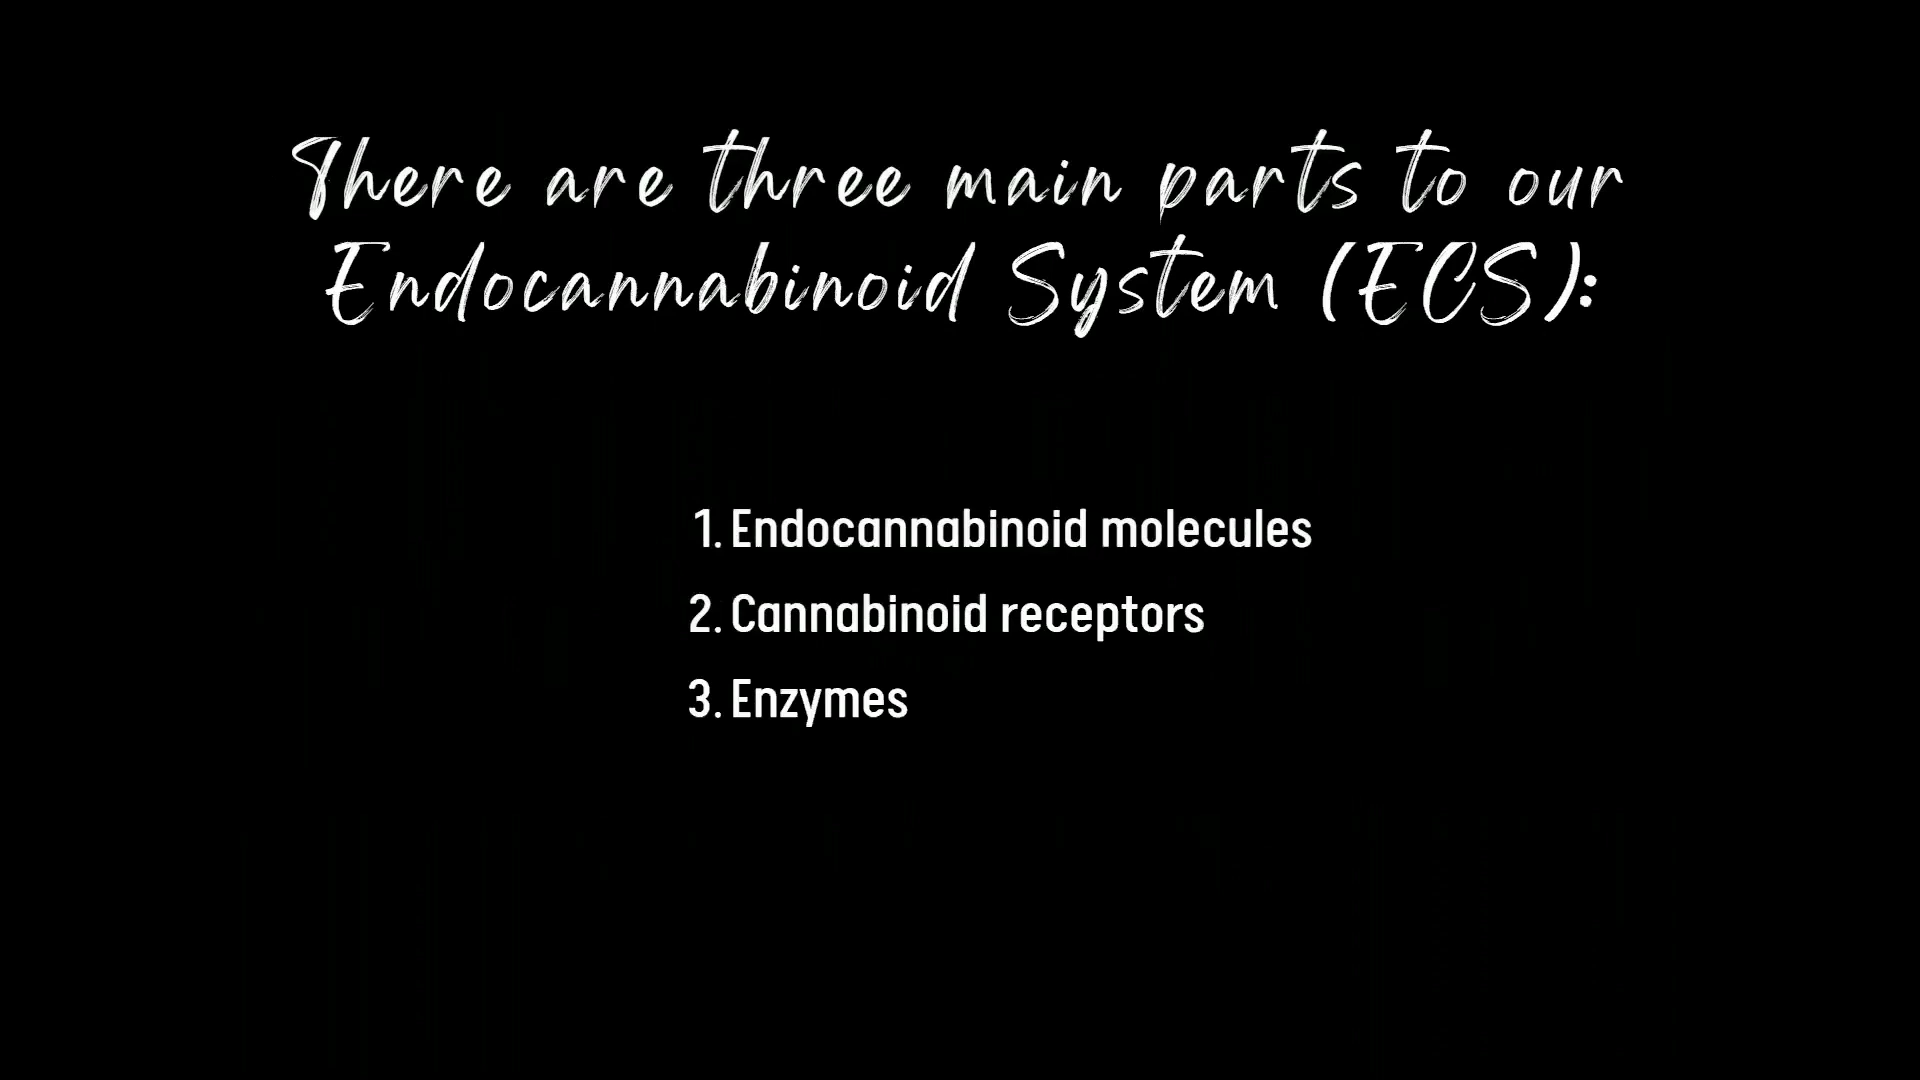 There are three main parts to our
Endocannabinoid System (ECS):
1. Endocannabinoid molecules
2. Cannabinoid receptors
3. Enzymes